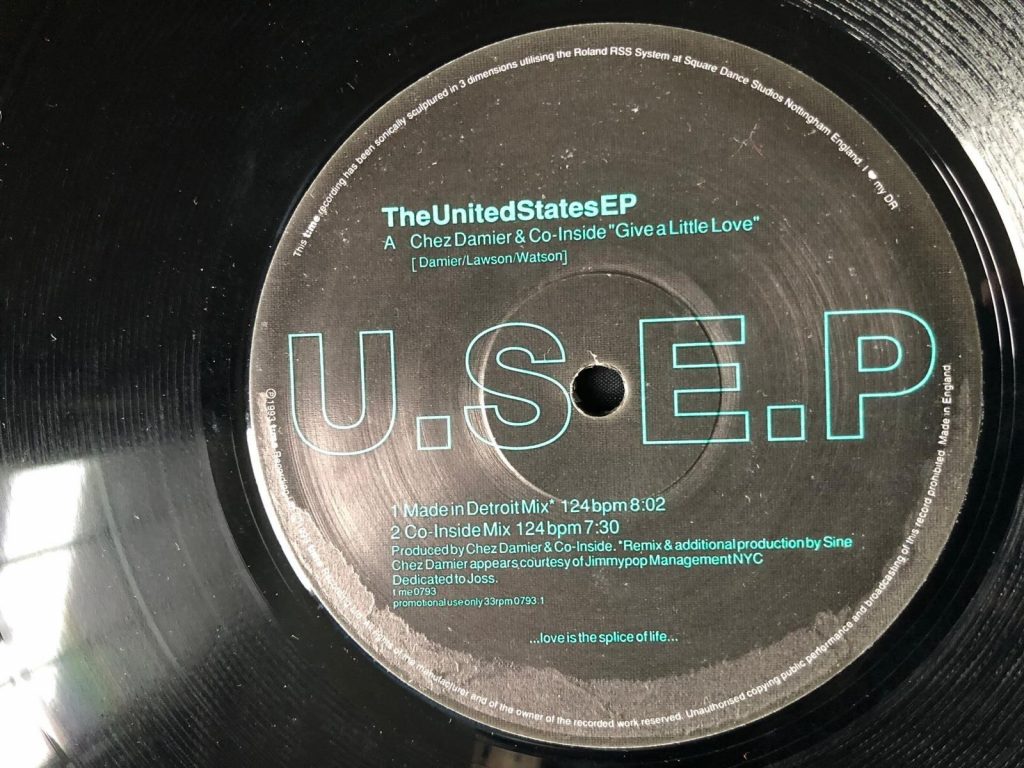 This t:me recording has been sonically sculptured in 3 dimensions utilising the Roland RSS System at Square Dance Studios Nottingham England. I ♥ my DR
TheUnitedStatesEP
A Chez Damier & Co-Inside "Give a Little Love"
[ Damier/Lawson/Watson]
U.S E.P
1 Made in Detroit Mix* 124bpm 8:02
2 Co-Inside Mix 124bpm 7:30
Produced by Chez Damier & Co-Inside. *Remix & additional production by Sine
Chez Damier appears courtesy of Jimmypop Management NYC
Dedicated to Joss.
t:me 0793
promotional use only 33rpm 0793.1
...love is the splice of life...
℗1993 of the manufacturer and of the owner of the recorded work reserved. Unauthorised copying public performance and broadcasting of this record prohibited. Made in England.